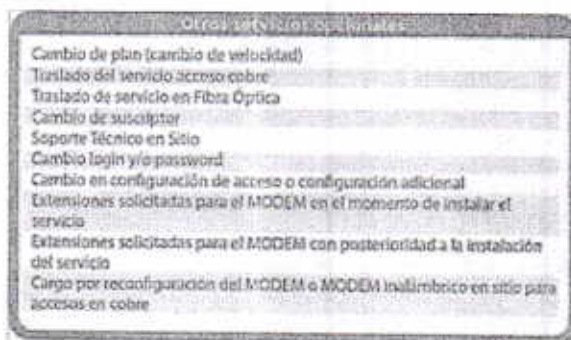 Otros servicios opcionales
Cambio de plan (cambio de velocidad)
Traslado del servicio acceso cobre
Traslado de servicio en Fibra Óptica
Cambio de suscriptor
Soporte Técnico en Sitio
Cambio login y/o password
Cambio en configuración de acceso o configuración adicional
Extensiones solicitadas para el MODEM en el momento de instalar el
servicio
Extensiones solicitadas para el MODEM con posterioridad a la instalación
del servicio
Cargo por reconfiguración del MODEM o MODEM inalámbrico en sitio para
accesos en cobre